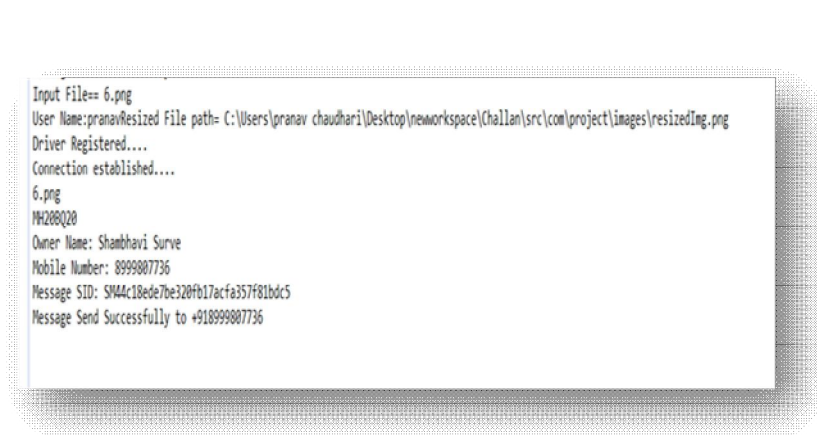 Input File== 6.png
User Name:pranavResized File path= C:\Users\pranav chaudhari\Desktop\newworkspace\Challan\src\com\project\images\resizedImg.png
Driver Registered....
Connection established....
6.png
MH20BQ20
Owner Name: Shambhavi Surve
Mobile Number: 8999807736
Message SID: SM44c18ede7be320fb17acfa357f81bdc5
Message Send Successfully to +918999807736